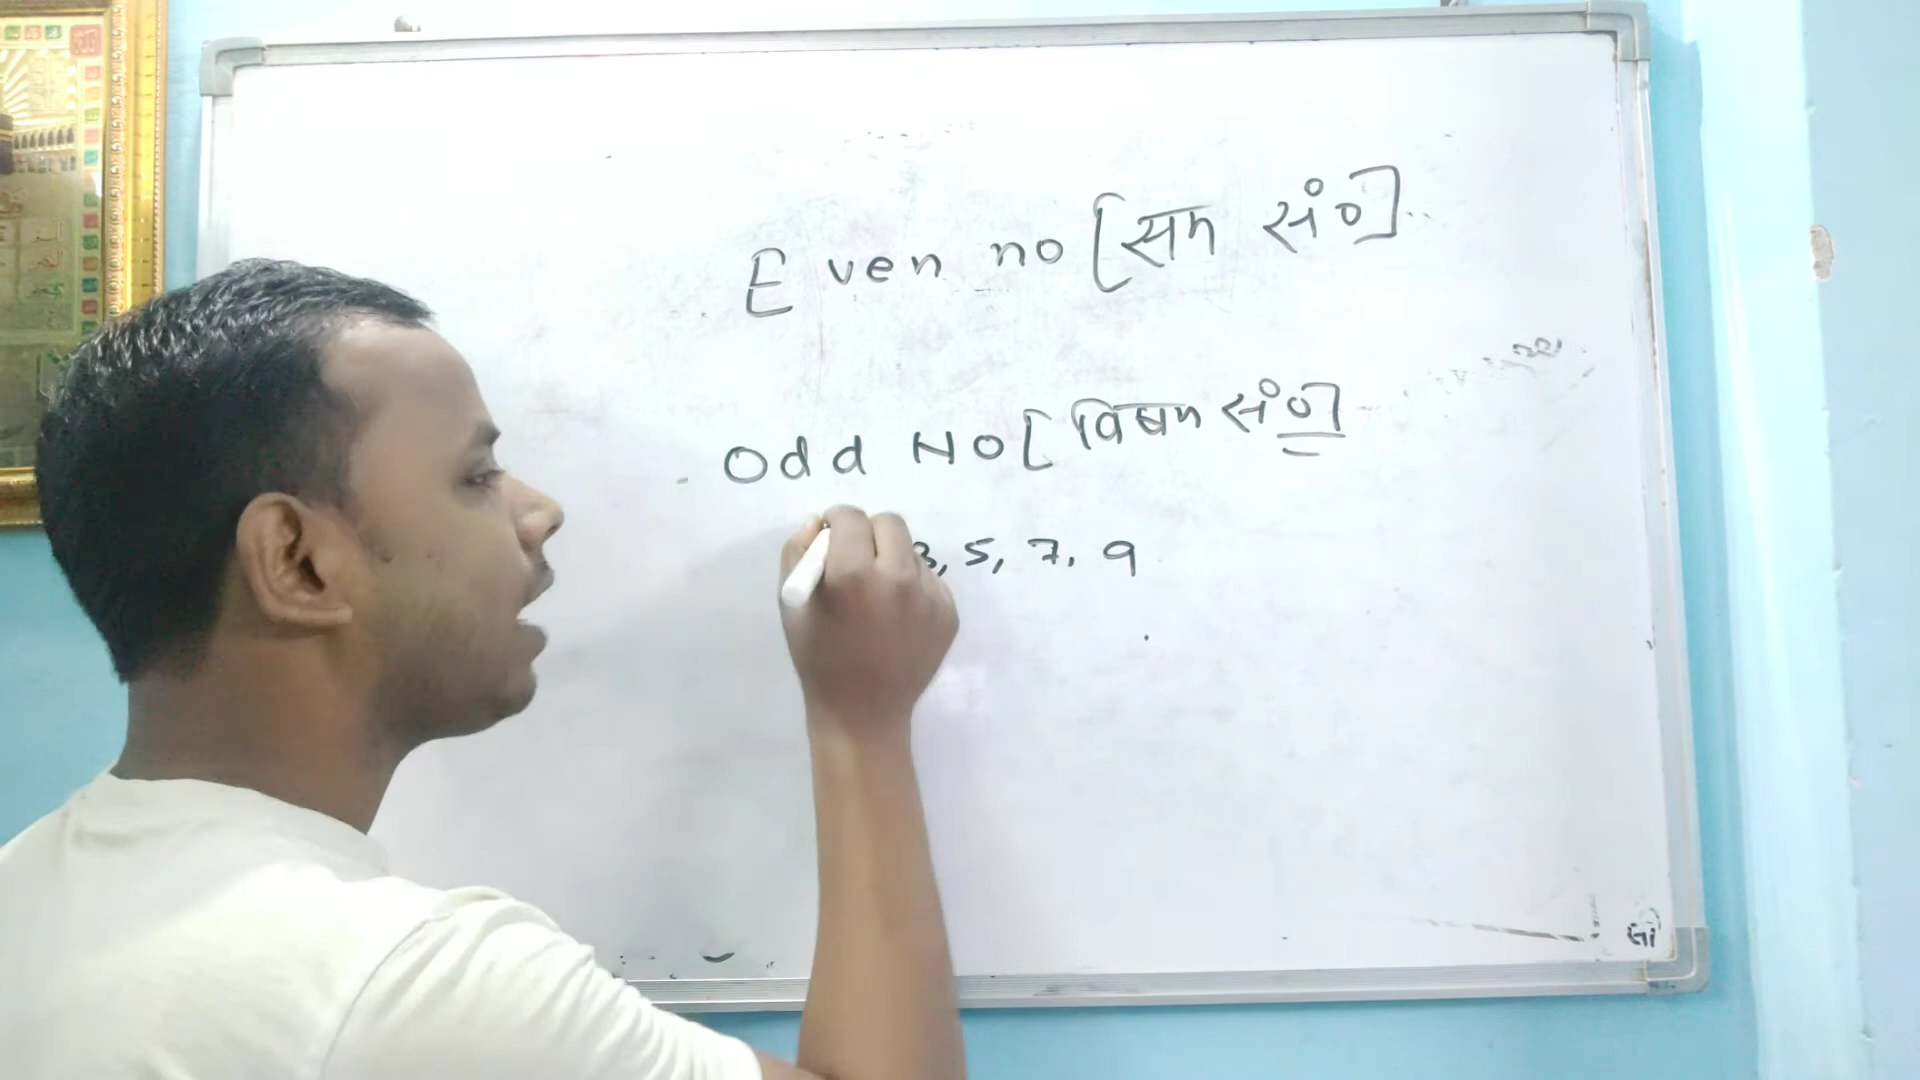 Even no [सम सं०]
Odd No [विषम सं०]
3, 5, 7, 9